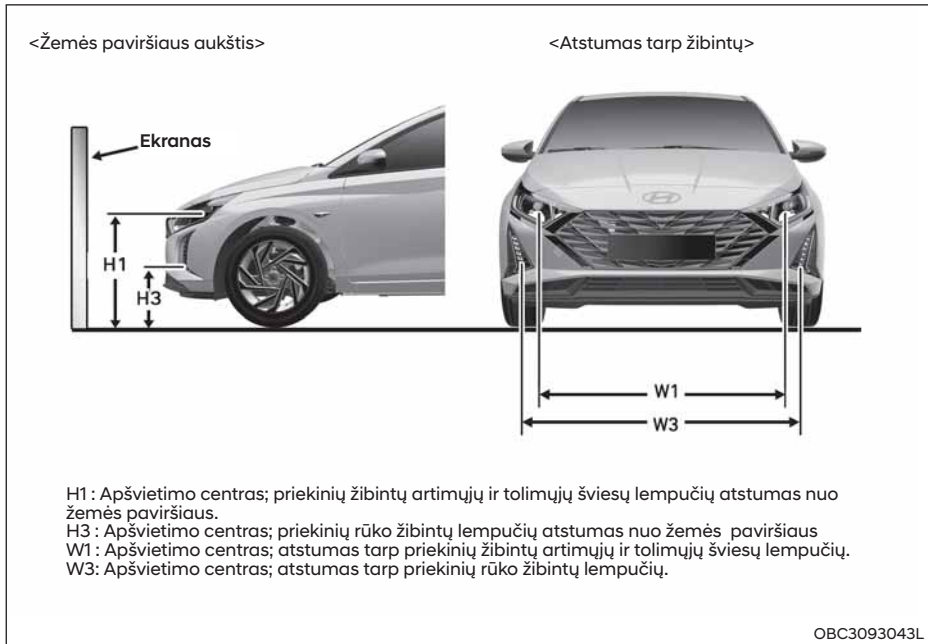 <Žemės paviršiaus aukštis>
<Atstumas tarp žibintų>
Ekranas
H1
H3
W1
W3
H1 : Apšvietimo centras; priekinių žibintų artimųjų ir tolimųjų šviesų lempučių atstumas nuo
žemės paviršiaus.
H3 : Apšvietimo centras; priekinių rūko žibintų lempučių atstumas nuo žemės paviršiaus
W1 : Apšvietimo centras; atstumas tarp priekinių žibintų artimųjų ir tolimųjų šviesų lempučių.
W3: Apšvietimo centras; atstumas tarp priekinių rūko žibintų lempučių.
OBC3093043L